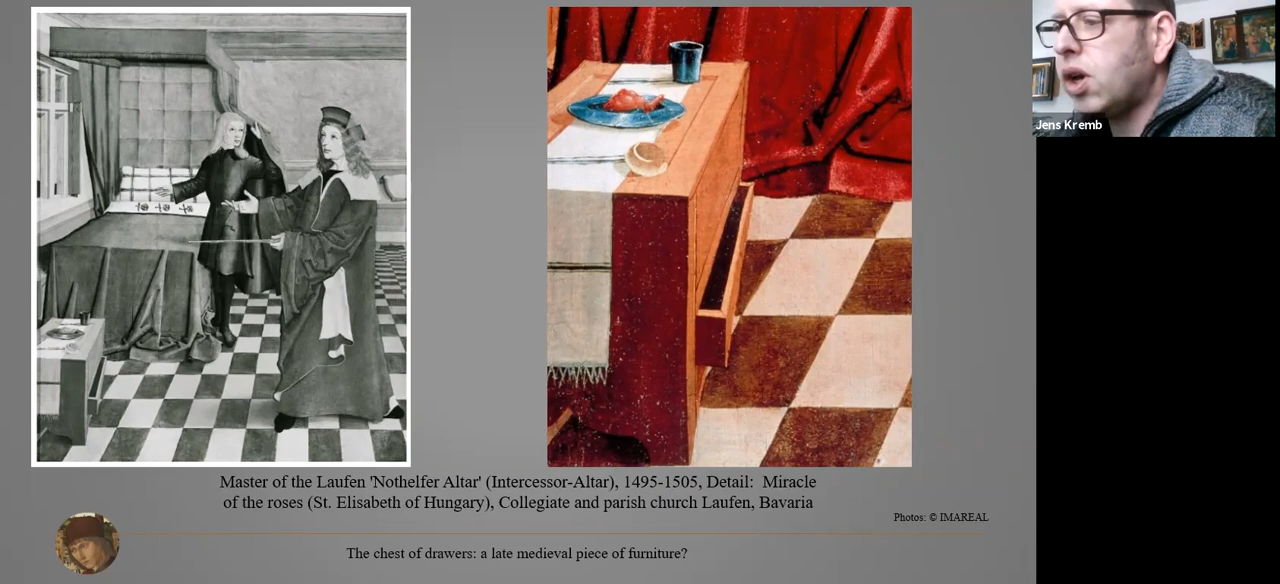 Jens Kremb
Master of the Laufen 'Nothelfer Altar' (Intercessor-Altar), 1495-1505, Detail:  Miracle
of the roses (St. Elisabeth of Hungary), Collegiate and parish church Laufen, Bavaria
Photos: © IMAREAL
The chest of drawers: a late medieval piece of furniture?